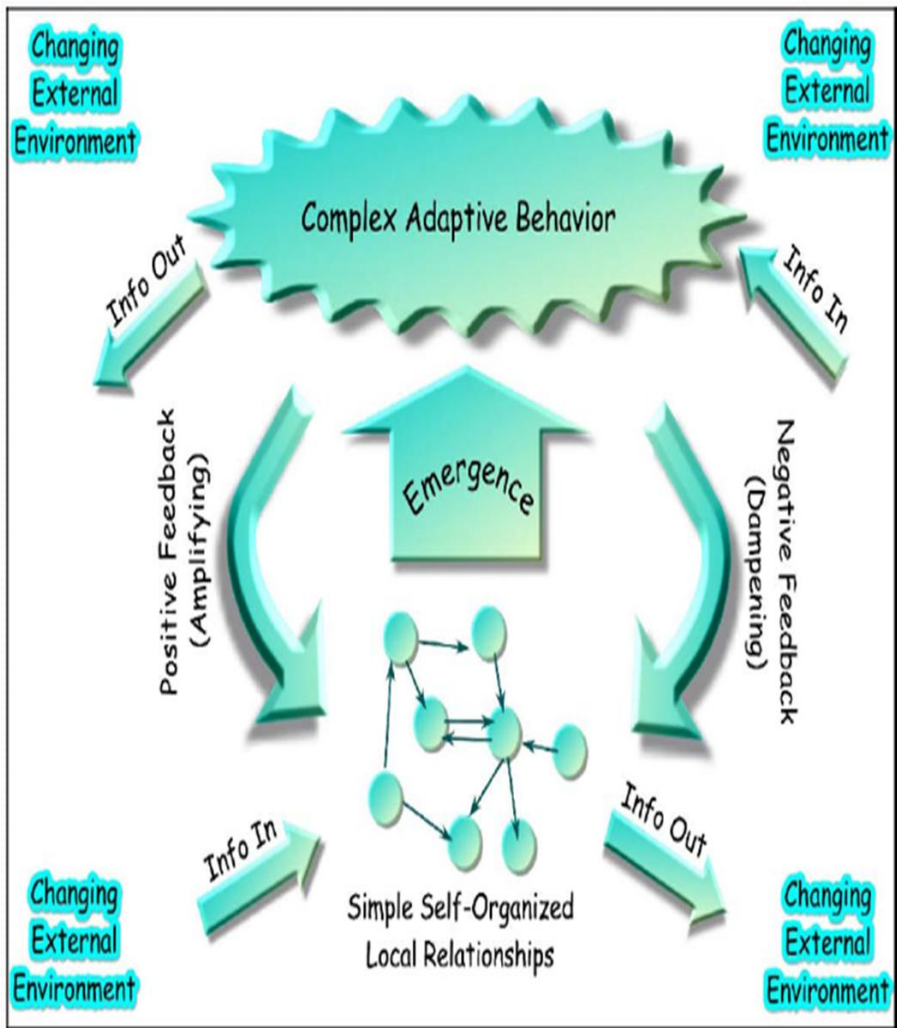 Changing
External
Environment
Changing
External
Environment
Complex Adaptive Behavior
Info Out
Info In
Emergence
Positive Feedback
(Amplifying)
Negative Feedback
(Dampening)
Info In
Info Out
Simple Self-Organized
Local Relationships
Changing
External
Environment
Changing
External
Environment